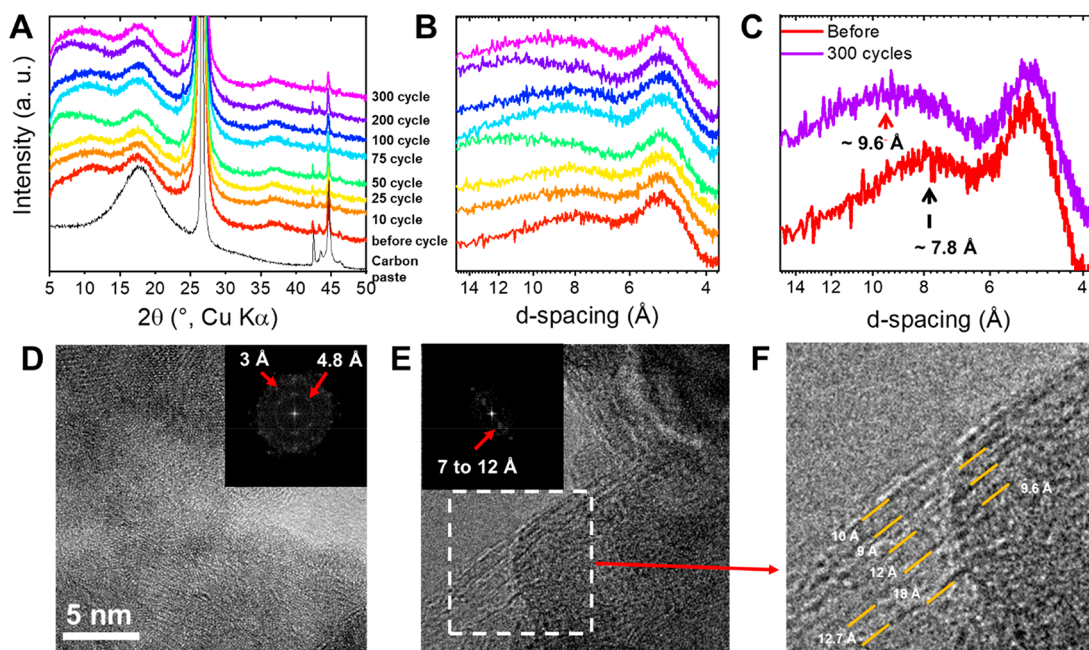 A
Intensity (a. u.)
300 cycle
200 cycle
100 cycle
75 cycle
50 cycle
25 cycle
10 cycle
before cycle
Carbon
paste
5 10 15 20 25 30 35 40 45 50
2θ (°, Cu Kα)
B
14 12 10 8 6 4
d-spacing (Å)
C
Before
300 cycles
~ 9.6 Å
~ 7.8 Å
14 12 10 8 6 4
d-spacing (Å)
D
3 Å
4.8 Å
5 nm
E
7 to 12 Å
F
9.6 Å
10 Å
9 Å
12 Å
18 Å
12.7 Å